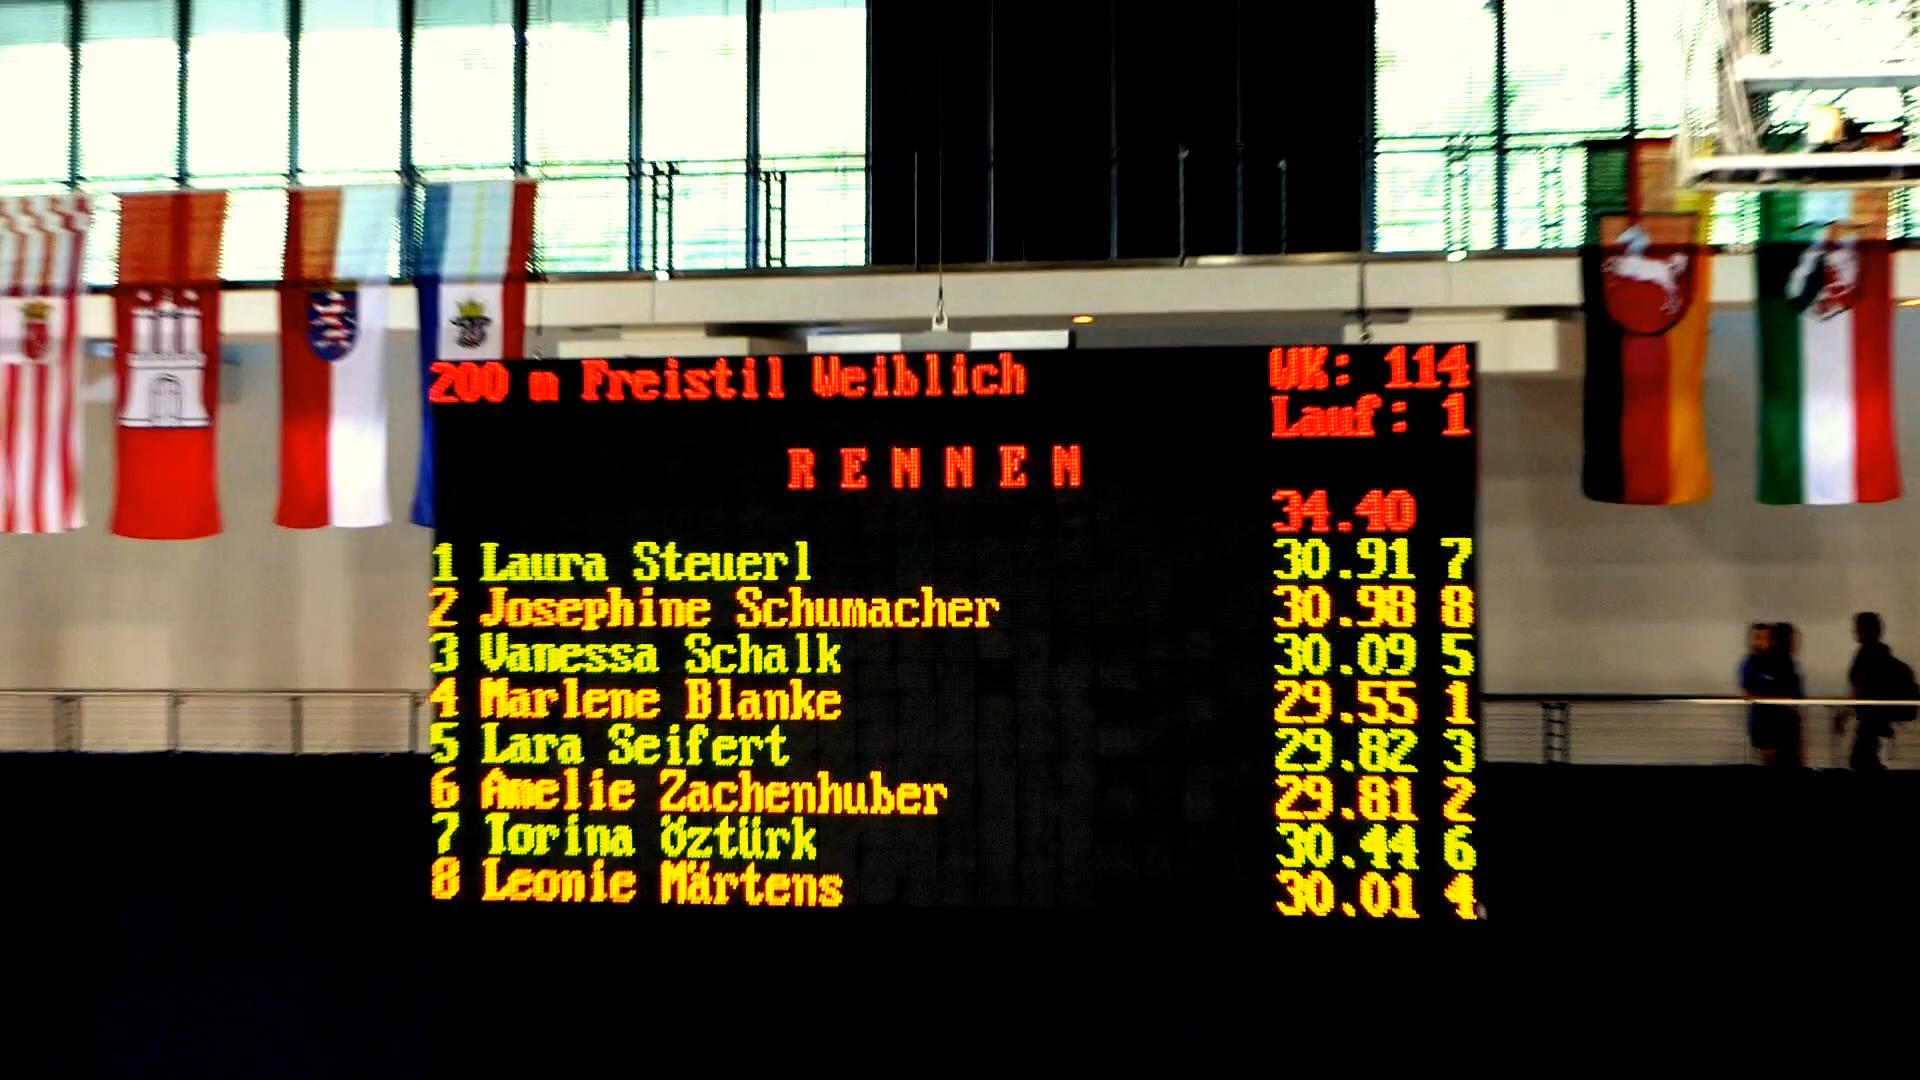 200 m Freistil Weiblich WK: 114
Lauf: 1
RENNEN
34.40
1 Laura Steuerl 30.91 7
2 Josephine Schumacher 30.98 8
3 Vanessa Schalk 30.09 5
4 Marlene Blanke 29.55 1
5 Lara Seifert 29.82 3
6 Amelie Zachenhuber 29.81 2
7 Torina Öztürk 30.44 6
8 Leonie Märtens 30.01 4